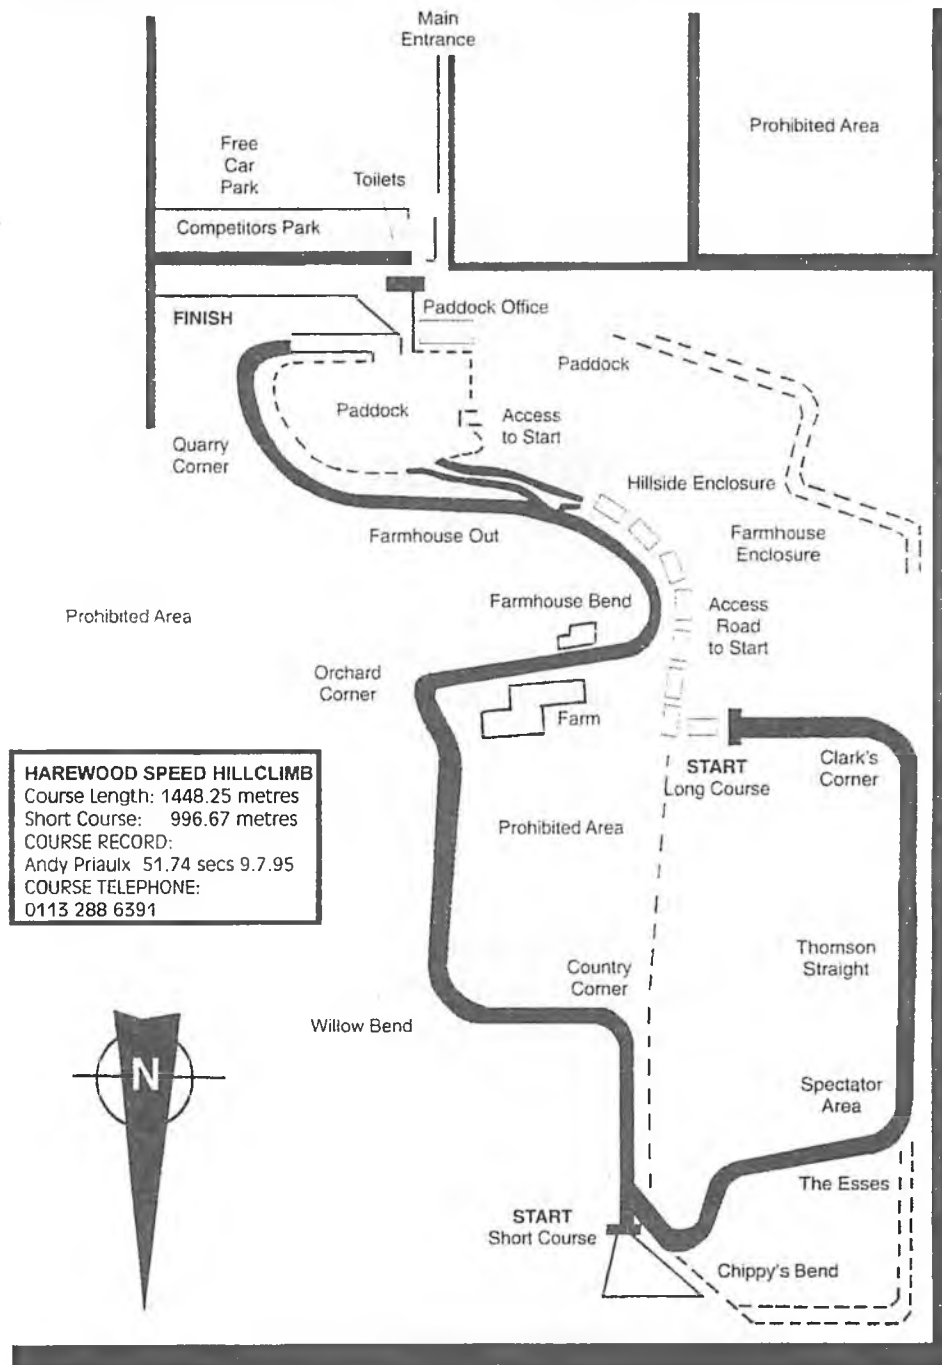 Main
Entrance
Prohibited Area
Free
Car
Park
Toilets
Competitors Park
Paddock Office
FINISH
Paddock
Paddock
Access
to Start
Quarry
Corner
Hillside Enclosure
Farmhouse Out
Farmhouse
Enclosure
Farmhouse Bend
Access
Road
to Start
Prohibited Area
Orchard
Corner
Farm
START
Long Course
Clark's
Corner
HAREWOOD SPEED HILLCLIMB
Course Length: 1448.25 metres
Short Course: 996.67 metres
COURSE RECORD:
Andy Priaulx 51.74 secs 9.7.95
COURSE TELEPHONE:
0113 288 6391
Prohibited Area
Thomson
Straight
Country
Corner
Willow Bend
N
Spectator
Area
The Esses
START
Short Course
Chippy's Bend